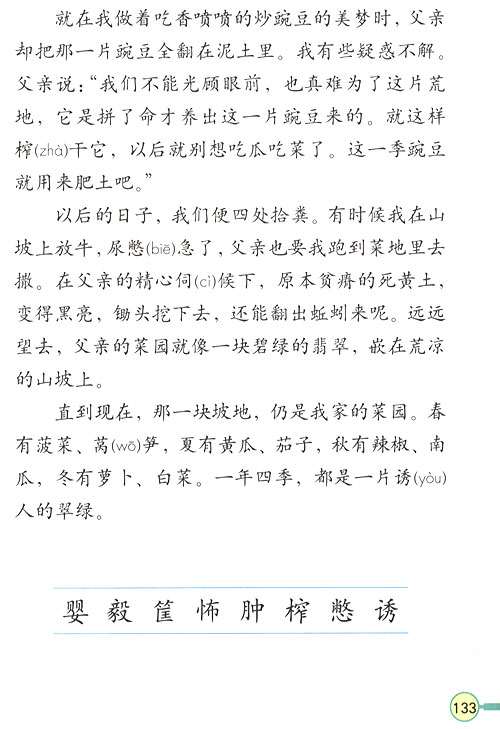 就在我做着吃香喷喷的炒豌豆的美梦时，父亲
却把那一片豌豆全翻在泥土里。我有些疑惑不解。
父亲说：“我们不能光顾眼前，也真难为了这片荒
地，它是拼了命才养出这一片豌豆来的。就这样
榨(zhà)干它，以后就别想吃瓜吃菜了。这一季豌豆
就用来肥土吧。”
以后的日子，我们便四处拾粪。有时候我在山
坡上放牛，尿憋(biē)急了，父亲也要我跑到菜地里去
撒。在父亲的精心伺(cì)候下，原本贫瘠的死黄土，
变得黑亮，锄头挖下去，还能翻出蚯蚓来呢。远远
望去，父亲的菜园就像一块碧绿的翡翠，嵌在荒凉
的山坡上。
直到现在，那一块坡地，仍是我家的菜园。春
有菠菜、莴(wō)笋，夏有黄瓜、茄子，秋有辣椒、南
瓜，冬有萝卜、白菜。一年四季，都是一片诱(yòu)
人的翠绿。
婴 毅 筐 怖 肿 榨 憋 诱
133